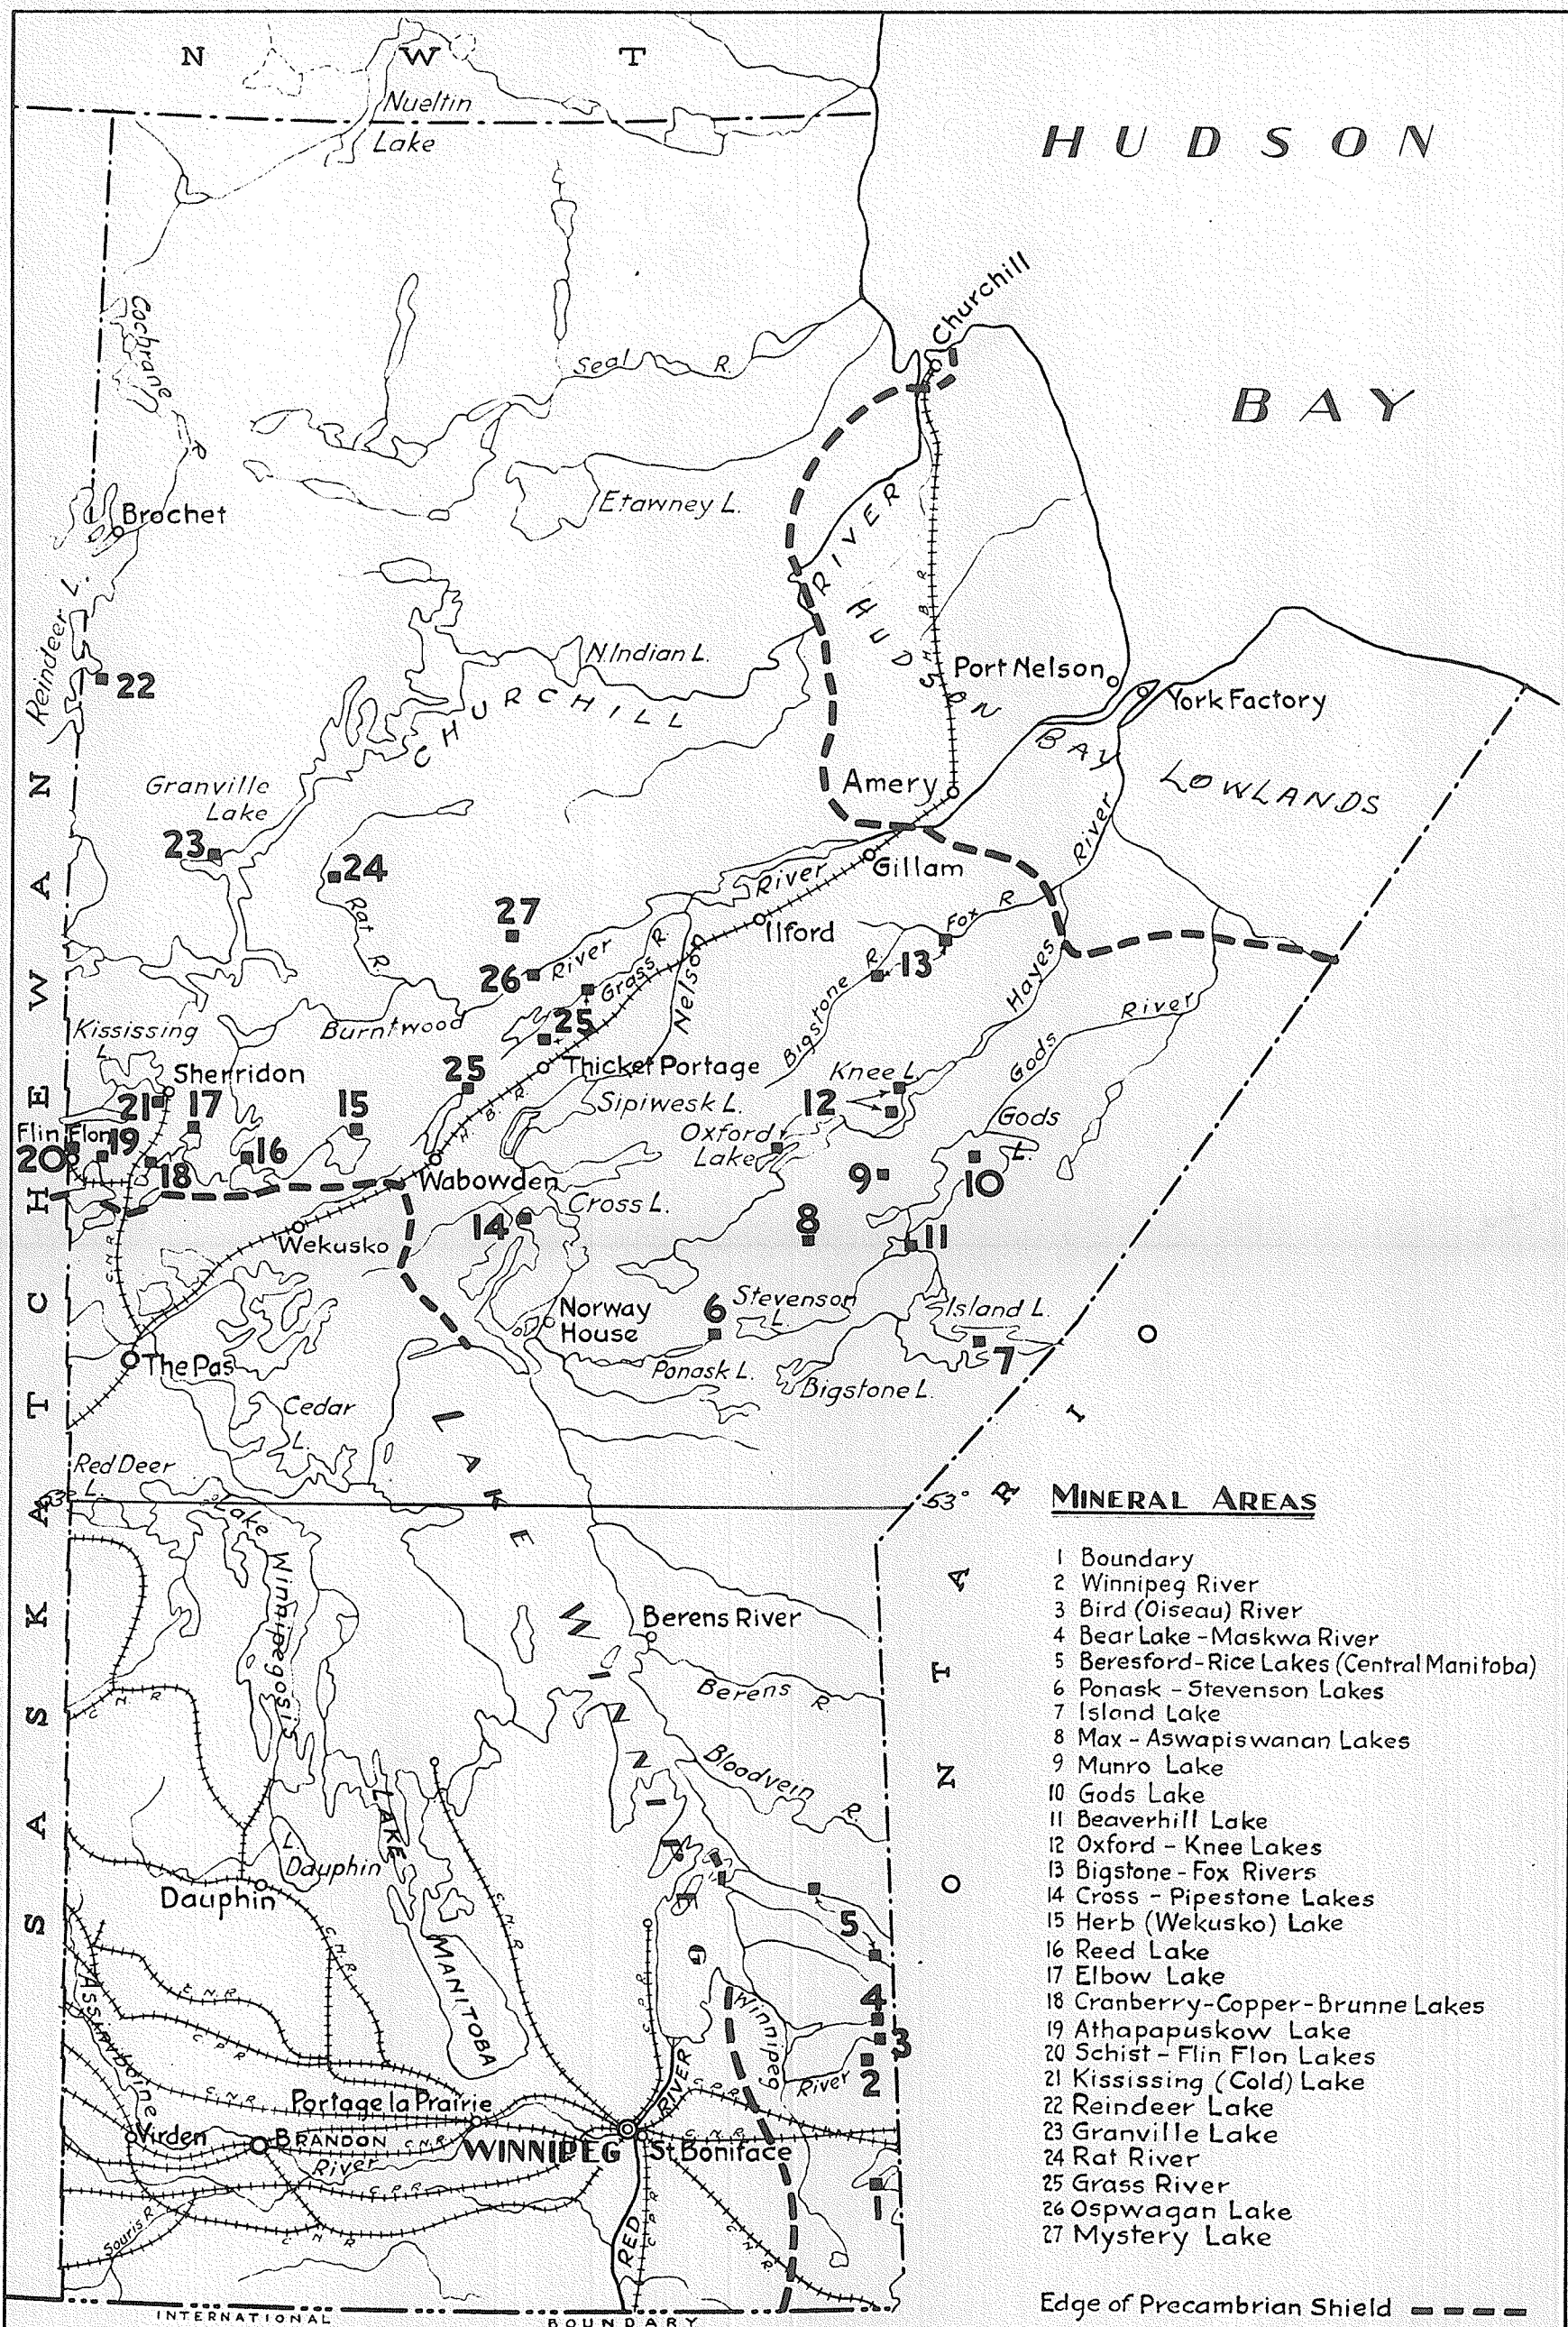 N W T
Nueltin
Lake
HUDSON
BAY
Churchill
Cochrane
R.
Seal R.
Etawney L.
Brochet
Reindeer L.
22
N. Indian L.
CHURCHILL
RIVER
HUDSON
H B R
Port Nelson
York Factory
BAY
LOWLANDS
Amery
Granville
Lake
23
24
Rat R.
27
26
River
Gillam
River
Ilford
Fox R
River
13
Bigstone R.
Hayes
Gods River
Grass R.
Nelson
25
Burntwood
Kississing
L.
Sherridon
21
17
15
25
Thicket Portage
H. B. R.
Sipiwesk L.
Knee L.
12
Oxford
Lake
Gods
L.
Flin Flon
20
19
18
16
Wabowden
9
10
Cross L.
14
8
11
C.N.R.
Wekusko
Norway
House
6
Stevenson
L.
Island L.
7
Ponask L.
Bigstone L.
The Pas
Cedar
L.
Red Deer
L.
53°
53°
Lake
Winnipegosis
LAKE
WINNIPEG
Berens River
Berens R.
Bloodvein R.
C. N. R
L.
Dauphin
Dauphin
LAKE
MANITOBA
C. N. R
C.N.R.
5
4
3
2
1
Winnipeg
River
C.P.R.
C.N.R
C P R
Assiniboine
C.N.R.
Portage la Prairie
RIVER
C.P.R.
C.N.R.
Virden
BRANDON
C.N.R.
WINNIPEG
St. Boniface
River
C.P.R.
Souris R.
C N R
RED
C.P.R.
C.N.R.
INTERNATIONAL BOUNDARY
SASKATCHEWAN
ONTARIO
MINERAL AREAS
1 Boundary
2 Winnipeg River
3 Bird (Oiseau) River
4 Bear Lake - Maskwa River
5 Beresford - Rice Lakes (Central Manitoba)
6 Ponask - Stevenson Lakes
7 Island Lake
8 Max - Aswapiswanan Lakes
9 Munro Lake
10 Gods Lake
11 Beaverhill Lake
12 Oxford - Knee Lakes
13 Bigstone - Fox Rivers
14 Cross - Pipestone Lakes
15 Herb (Wekusko) Lake
16 Reed Lake
17 Elbow Lake
18 Cranberry-Copper-Brunne Lakes
19 Athapapuskow Lake
20 Schist - Flin Flon Lakes
21 Kississing (Cold) Lake
22 Reindeer Lake
23 Granville Lake
24 Rat River
25 Grass River
26 Ospwagan Lake
27 Mystery Lake
Edge of Precambrian Shield